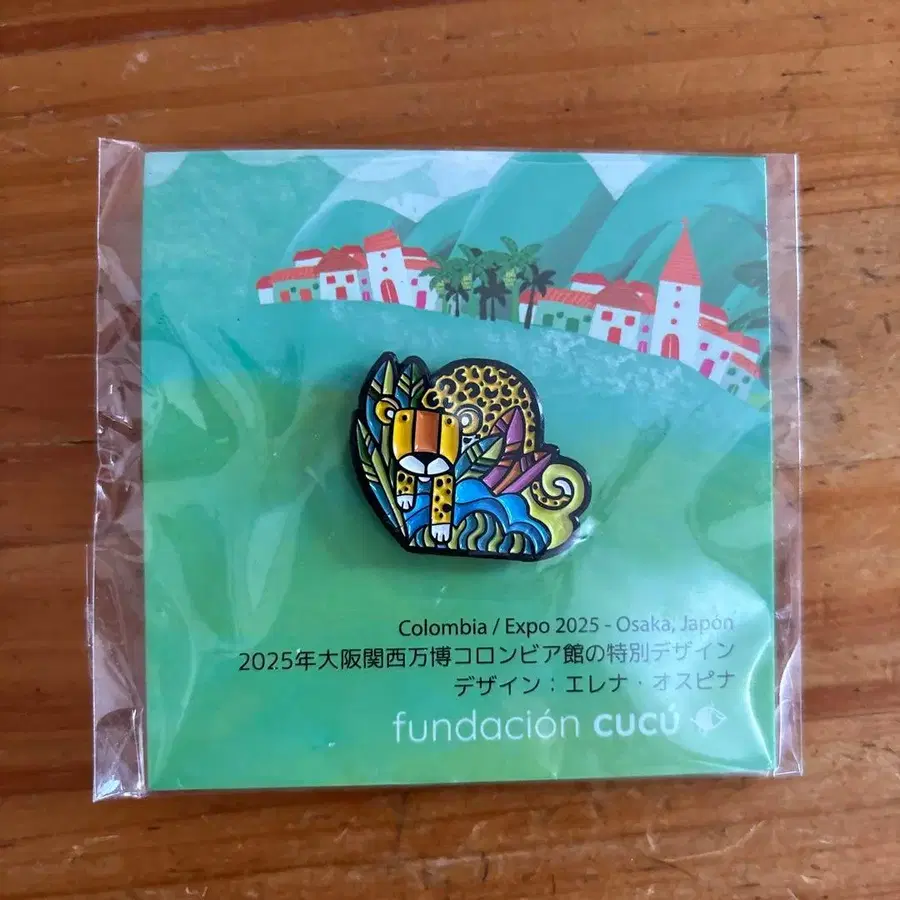 Colombia / Expo 2025 - Osaka, Japón
2025年大阪関西万博コロンビア館の特別デザイン
デザイン：エレナ・オスピナ
fundación cucú